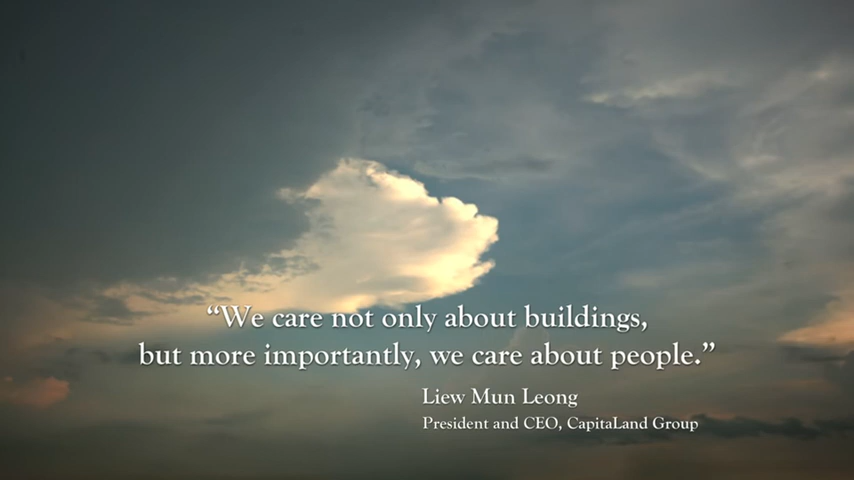 “We care not only about buildings,
but more importantly, we care about people.”
Liew Mun Leong
President and CEO, CapitaLand Group